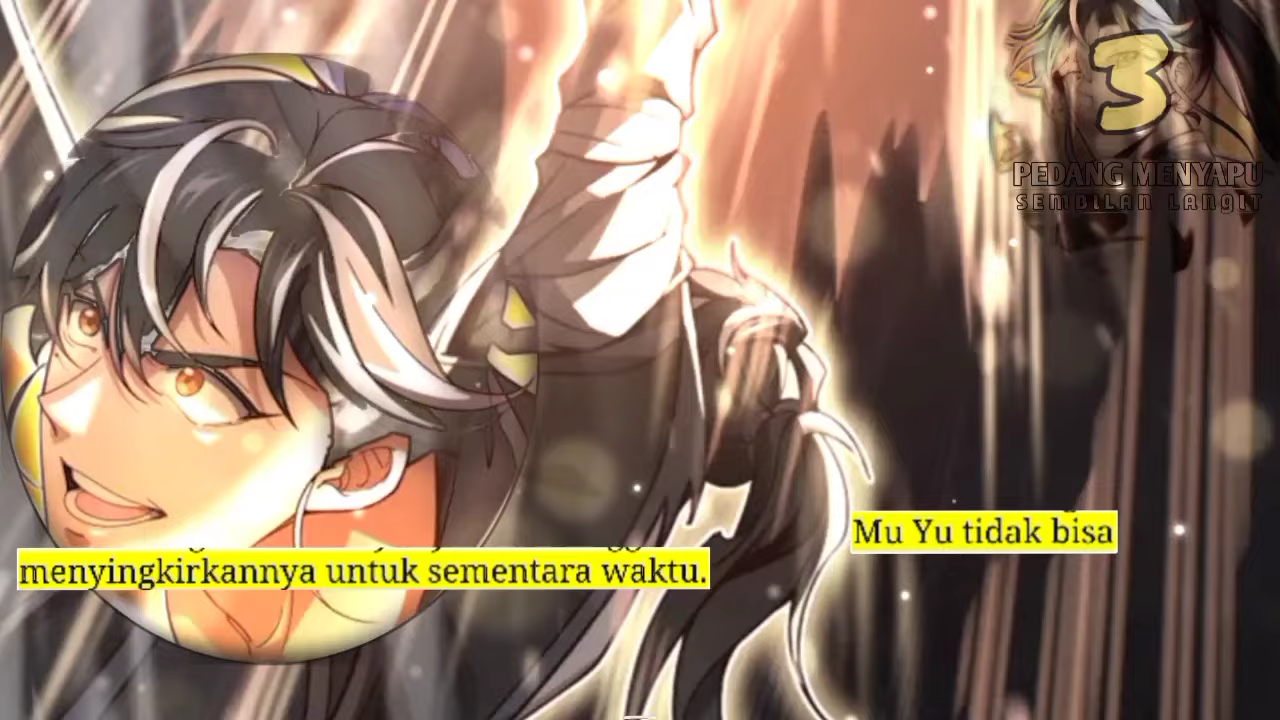 3
PEDANG MENYAPU
SEMBILAN LANGIT
Mu Yu tidak bisa
menyingkirkannya untuk sementara waktu.